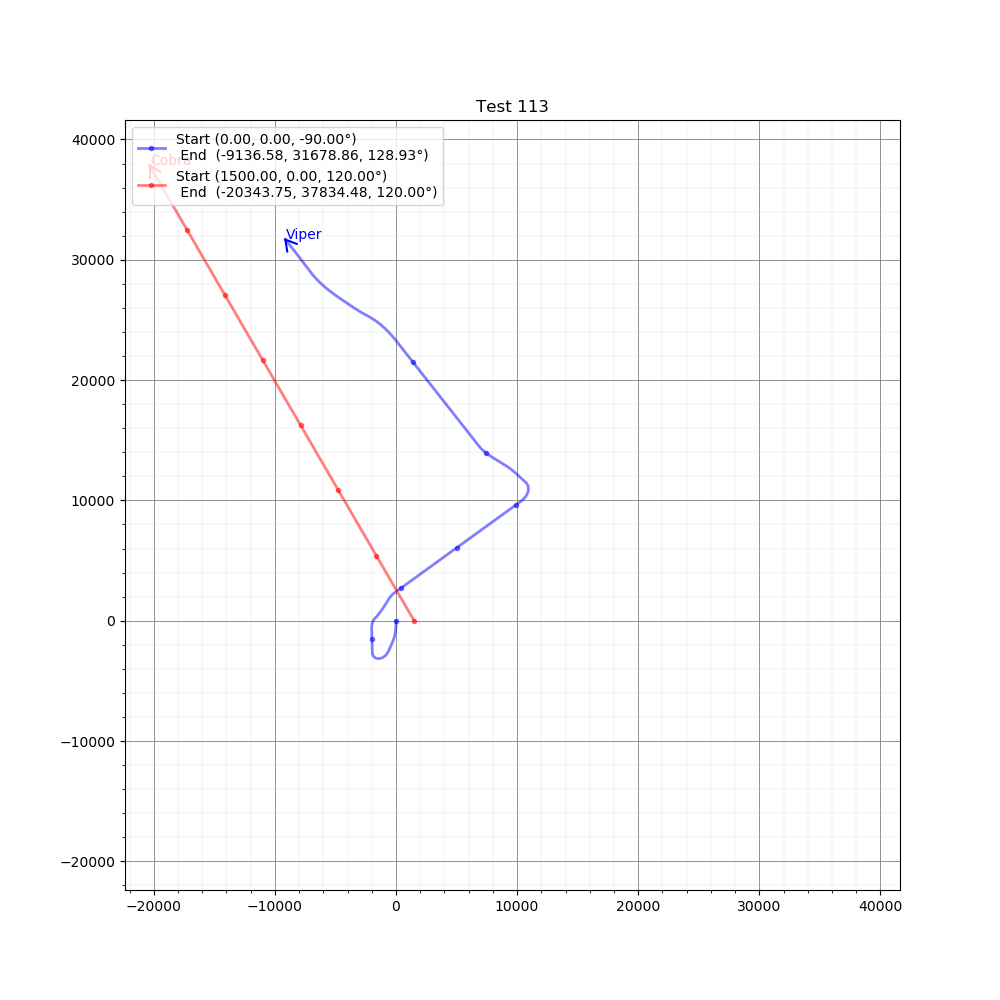 Test 113
Start (0.00, 0.00, -90.00°)
End (-9136.58, 31678.86, 128.93°)
Start (1500.00, 0.00, 120.00°)
End (-20343.75, 37834.48, 120.00°)
Cobra
Viper
40000
30000
20000
10000
0
−10000
−20000
−20000 −10000 0 10000 20000 30000 40000